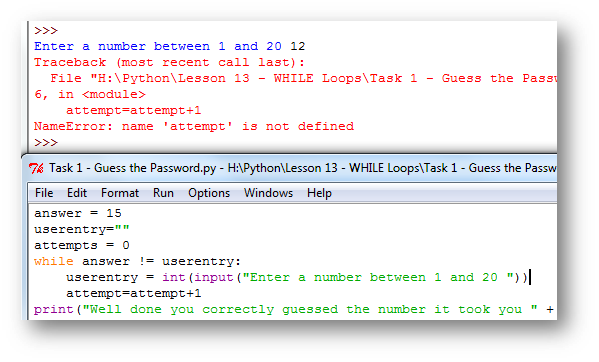 >>>
Enter a number between 1 and 20 12
Traceback (most recent call last):
  File "H:\Python\Lesson 13 - WHILE Loops\Task 1 - Guess the Passw
6, in <module>
    attempt=attempt+1
NameError: name 'attempt' is not defined
>>>
Task 1 - Guess the Password.py - H:\Python\Lesson 13 - WHILE Loops\Task 1 - Guess the Passw
File Edit Format Run Options Windows Help
answer = 15
userentry=""
attempts = 0
while answer != userentry:
    userentry = int(input("Enter a number between 1 and 20 "))
    attempt=attempt+1
print("Well done you correctly guessed the number it took you " +